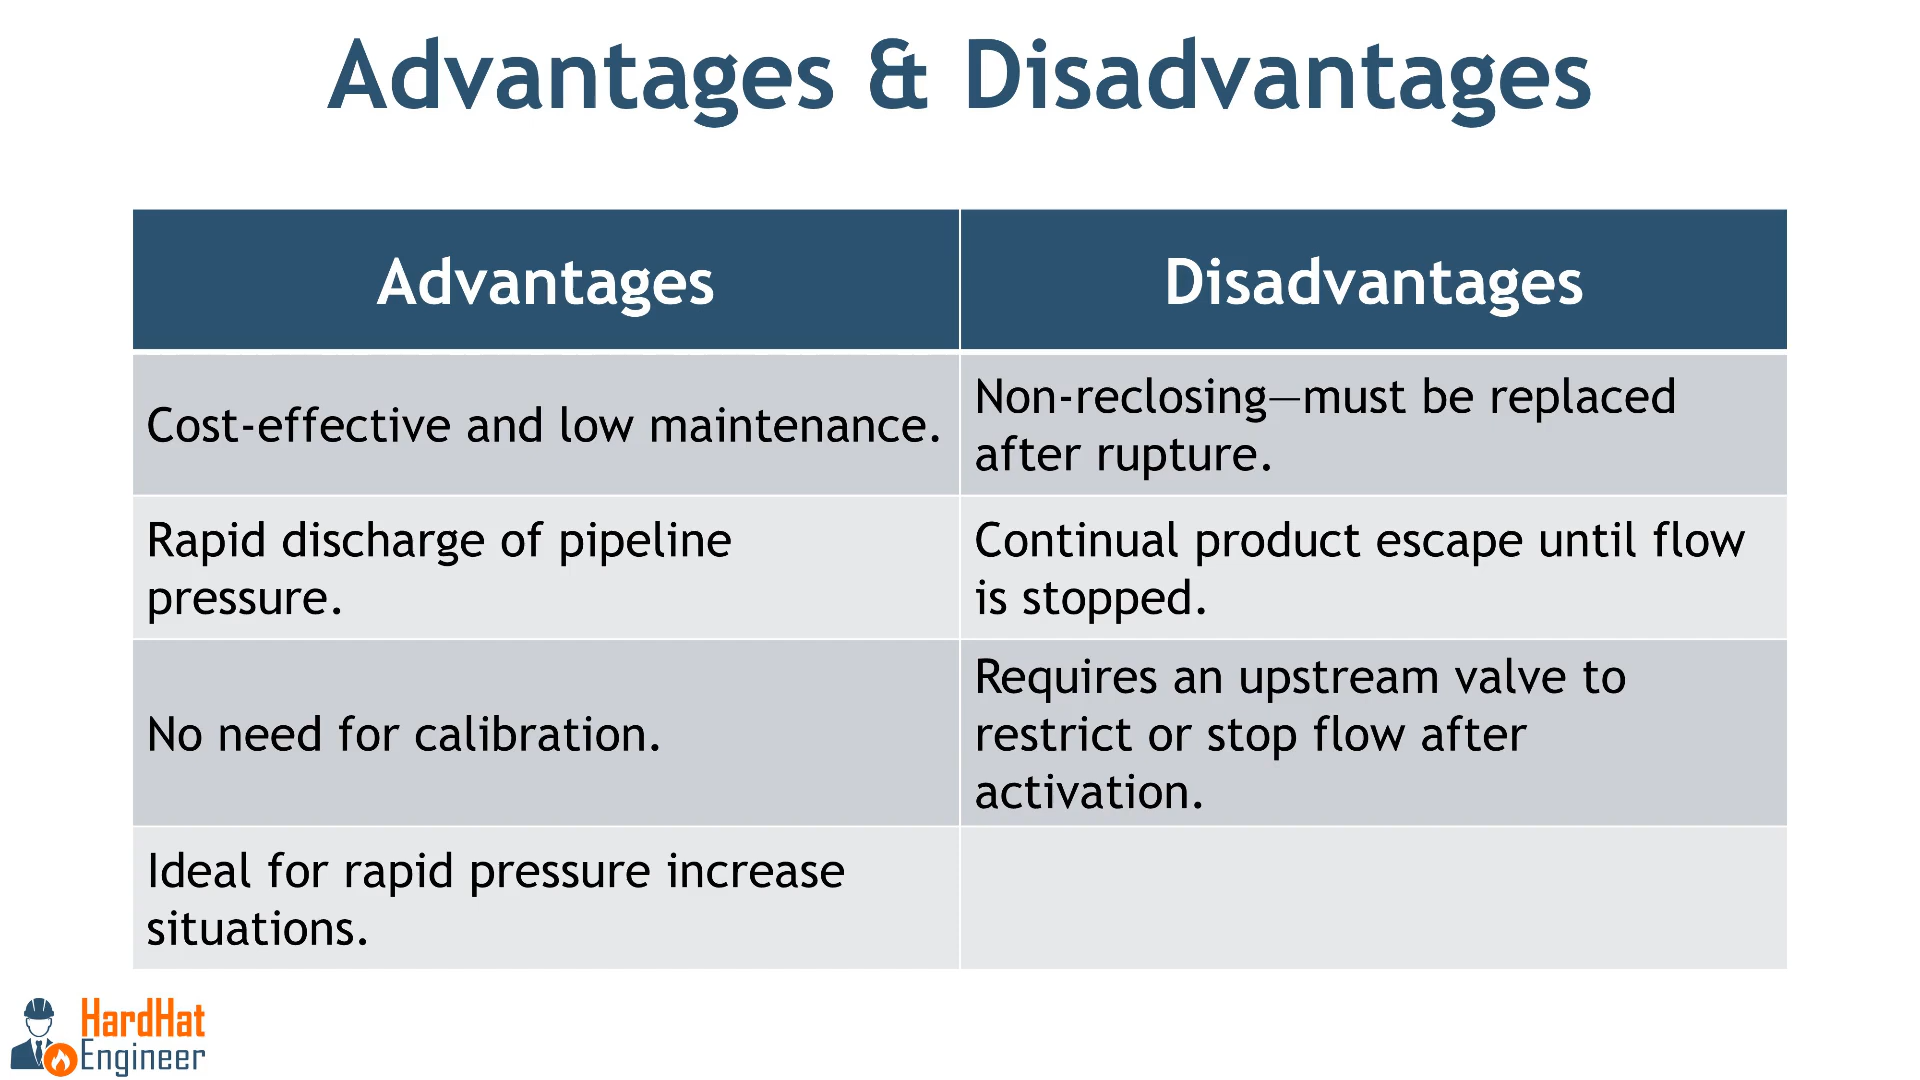 Advantages & Disadvantages
Advantages
Disadvantages
Cost-effective and low maintenance.
Non-reclosing—must be replaced
after rupture.
Rapid discharge of pipeline
pressure.
Continual product escape until flow
is stopped.
No need for calibration.
Requires an upstream valve to
restrict or stop flow after
activation.
Ideal for rapid pressure increase
situations.
HardHat
Engineer